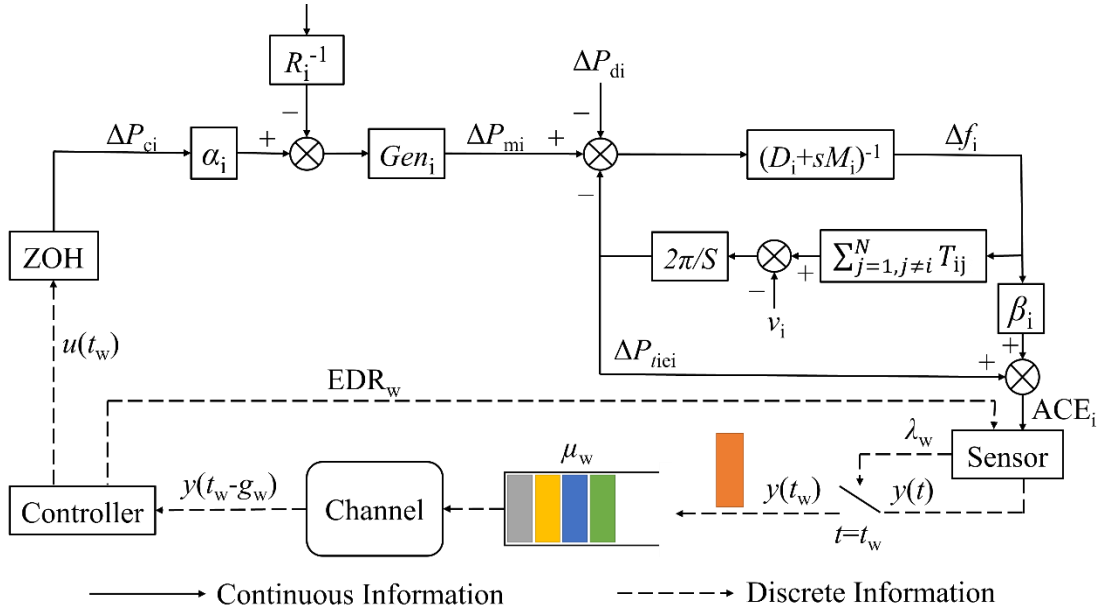 R_i^{-1}
ΔP_di
−
−
ΔP_ci
α_i
+
Gen_i
ΔP_mi
+
(D_i+sM_i)^{-1}
Δf_i
−
ZOH
2π/S
+
∑_{j=1,j≠i}^{N} T_ij
−
v_i
β_i
u(t_w)
ΔP_tiei
+
+
EDR_w
ACE_i
λ_w
Sensor
μ_w
y(t_w-g_w)
y(t_w)
y(t)
Controller
Channel
t=t_w
Continuous Information
Discrete Information